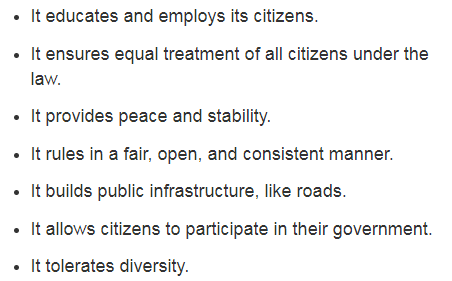 • It educates and employs its citizens.
• It ensures equal treatment of all citizens under the
law.
• It provides peace and stability.
• It rules in a fair, open, and consistent manner.
• It builds public infrastructure, like roads.
• It allows citizens to participate in their government.
• It tolerates diversity.